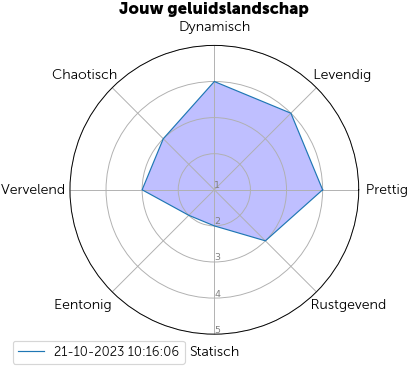 Jouw geluidslandschap
Dynamisch
Chaotisch
Levendig
Vervelend
1
Prettig
2
3
4
Eentonig
Rustgevend
5
21-10-2023 10:16:06
Statisch